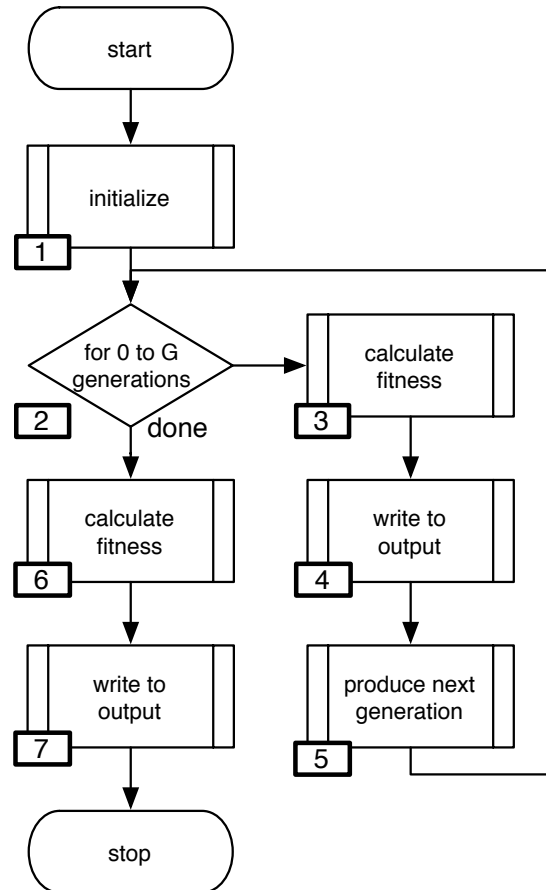 start
initialize
1
for 0 to G
generations
2
done
calculate
fitness
3
write to
output
4
produce next
generation
5
calculate
fitness
6
write to
output
7
stop